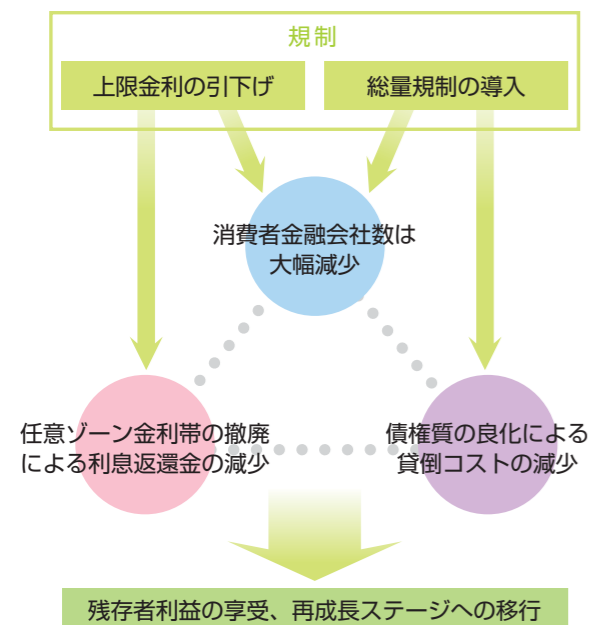 規制
上限金利の引下げ
総量規制の導入
消費者金融会社数は
大幅減少
任意ゾーン金利帯の撤廃
による利息返還金の減少
債権質の良化による
貸倒コストの減少
残存者利益の享受、再成長ステージへの移行